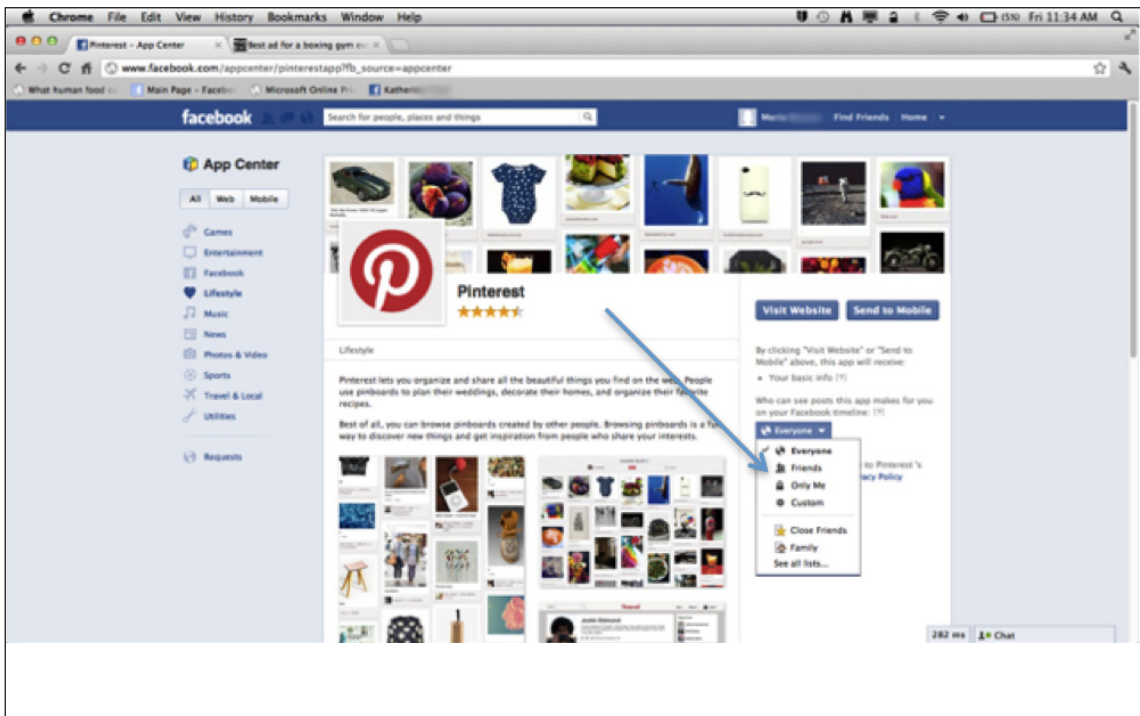 Chrome File Edit View History Bookmarks Window Help
Fri 11:34 AM
Pinterest - App Center
Best ad for a boxing gym
www.facebook.com/appcenter/pinterestapp?fb_source=appcenter
What human food
Main Page - Facebo
Microsoft Online
facebook
Search for people, places and things
Find Friends Home
App Center
All Web Mobile
Games
Entertainment
Facebook
Lifestyle
Music
News
Photos & Video
Sports
Travel & Local
Utilities
Requests
Pinterest
Lifestyle
Pinterest lets you organize and share all the beautiful things you find on the web. People
use pinboards to plan their weddings, decorate their homes, and organize their favorite
recipes.
Best of all, you can browse pinboards created by other people. Browsing pinboards is a fun
way to discover new things and get inspiration from people who share your interests.
Visit Website Send to Mobile
By clicking "Visit Website" or "Send to
Mobile" above, this app will receive:
• Your basic info [?]
Who can see posts this app makes for you
on your Facebook timeline: [?]
Everyone
Everyone
Friends
Only Me
Custom
Close Friends
Family
See all lists...
to Pinterest's
acy Policy
282 ms
Chat